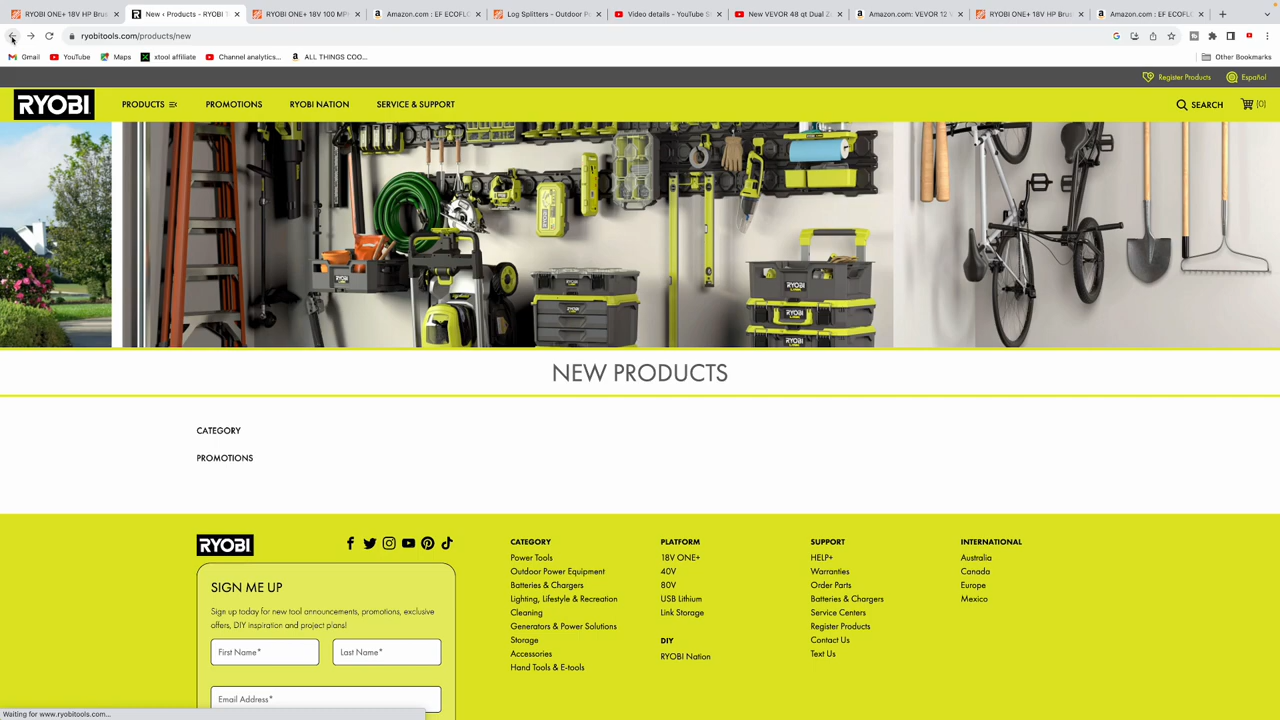 RYOBI ONE+ 18V HP Brus
New ‹ Products - RYOBI T
RYOBI ONE+ 18V 100 MP
Amazon.com : EF ECOFLO
Log Splitters - Outdoor Po
Video details - YouTube S
New VEVOR 48 qt Dual Zo
Amazon.com: VEVOR 12 V
RYOBI ONE+ 18V HP Brus
Amazon.com : EF ECOFLO
ryobitools.com/products/new
Gmail
YouTube
Maps
xtool affiliate
Channel analytics...
ALL THINGS COO...
Other Bookmarks
Register Products
Español
RYOBI
PRODUCTS
PROMOTIONS
RYOBI NATION
SERVICE & SUPPORT
SEARCH
(0)
RYOBI
RYOBI
NEW PRODUCTS
CATEGORY
PROMOTIONS
RYOBI
SIGN ME UP
Sign up today for new tool announcements, promotions, exclusive
offers, DIY inspiration and project plans!
First Name*
Last Name*
Email Address*
CATEGORY
Power Tools
Outdoor Power Equipment
Batteries & Chargers
Lighting, Lifestyle & Recreation
Cleaning
Generators & Power Solutions
Storage
Accessories
Hand Tools & E-tools
PLATFORM
18V ONE+
40V
80V
USB Lithium
Link Storage
DIY
RYOBI Nation
SUPPORT
HELP+
Warranties
Order Parts
Batteries & Chargers
Service Centers
Register Products
Contact Us
Text Us
INTERNATIONAL
Australia
Canada
Europe
Mexico
Waiting for www.ryobitools.com...